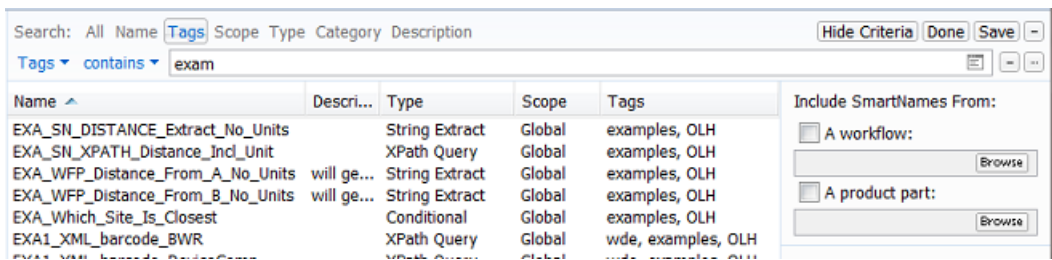 Search: All Name Tags Scope Type Category Description Hide Criteria Done Save
Tags contains exam
Name Descri... Type Scope Tags Include SmartNames From:
EXA_SN_DISTANCE_Extract_No_Units String Extract Global examples, OLH A workflow:
EXA_SN_XPATH_Distance_Incl_Unit XPath Query Global examples, OLH
EXA_WFP_Distance_From_A_No_Units will ge... String Extract Global examples, OLH Browse
EXA_WFP_Distance_From_B_No_Units will ge... String Extract Global examples, OLH A product part:
EXA_Which_Site_Is_Closest Conditional Global examples, OLH Browse
EXA1_XML_barcode_BWR XPath Query Global wde, examples, OLH